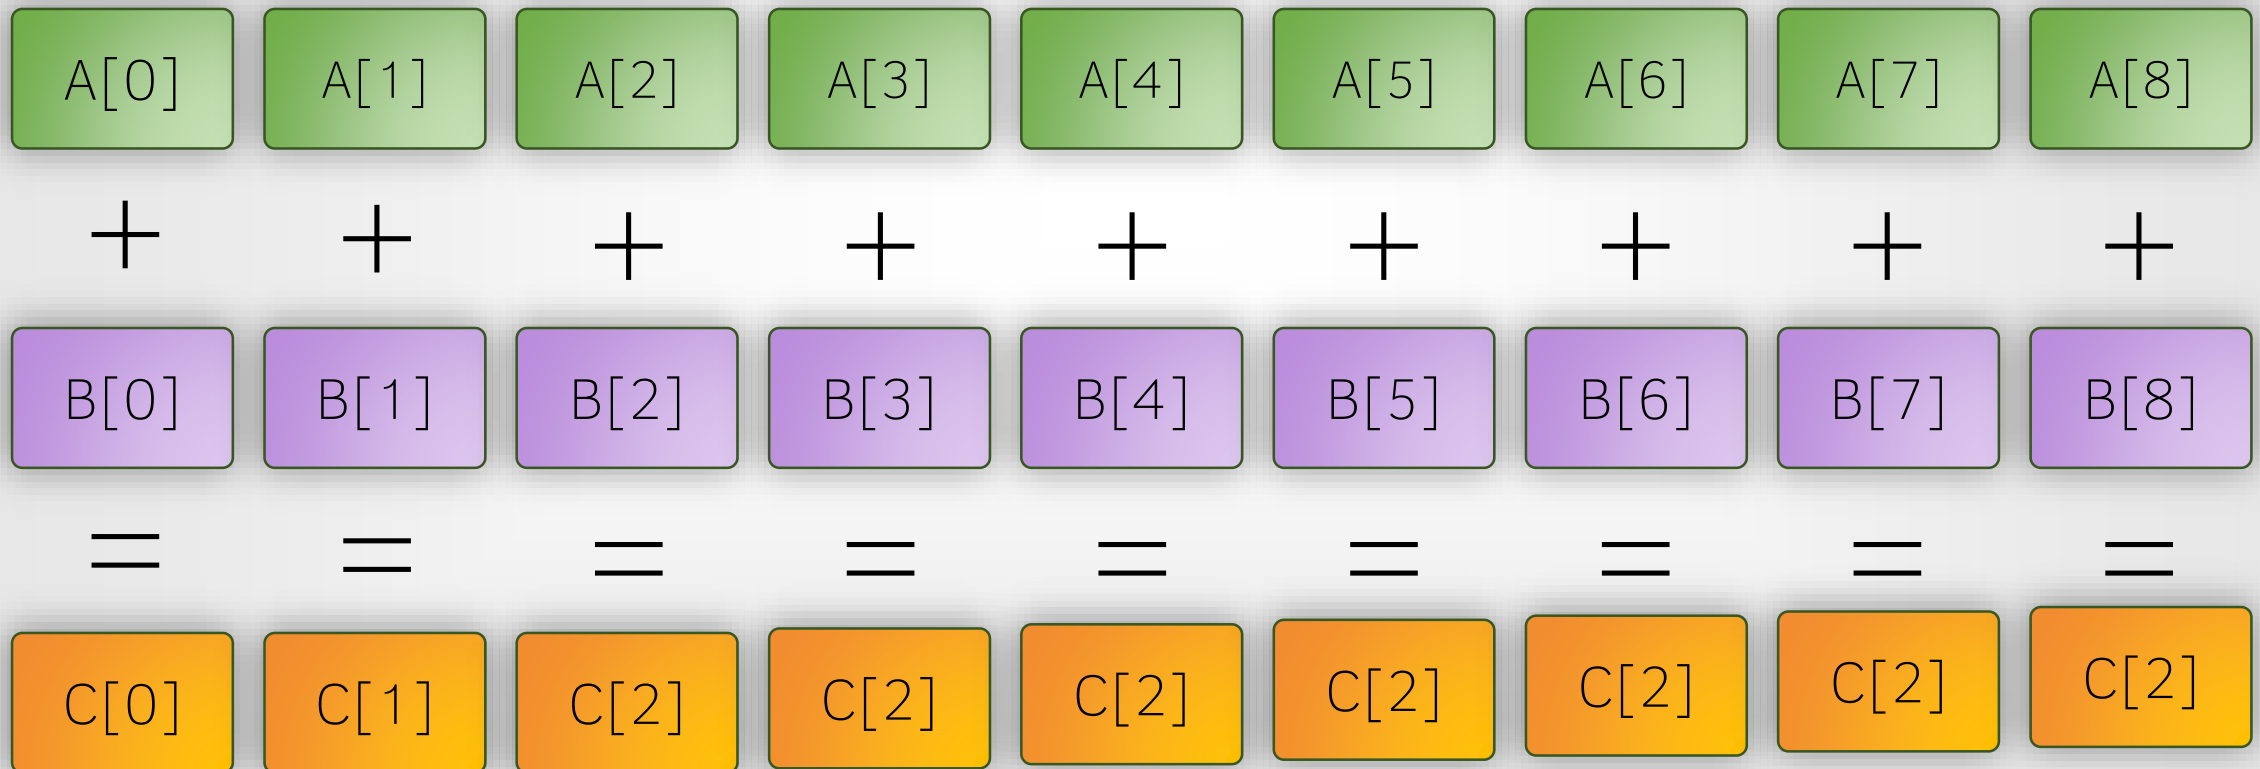 A[0] A[1] A[2] A[3] A[4] A[5] A[6] A[7] A[8]
+ + + + + + + + +
B[0] B[1] B[2] B[3] B[4] B[5] B[6] B[7] B[8]
= = = = = = = = =
C[0] C[1] C[2] C[2] C[2] C[2] C[2] C[2] C[2]